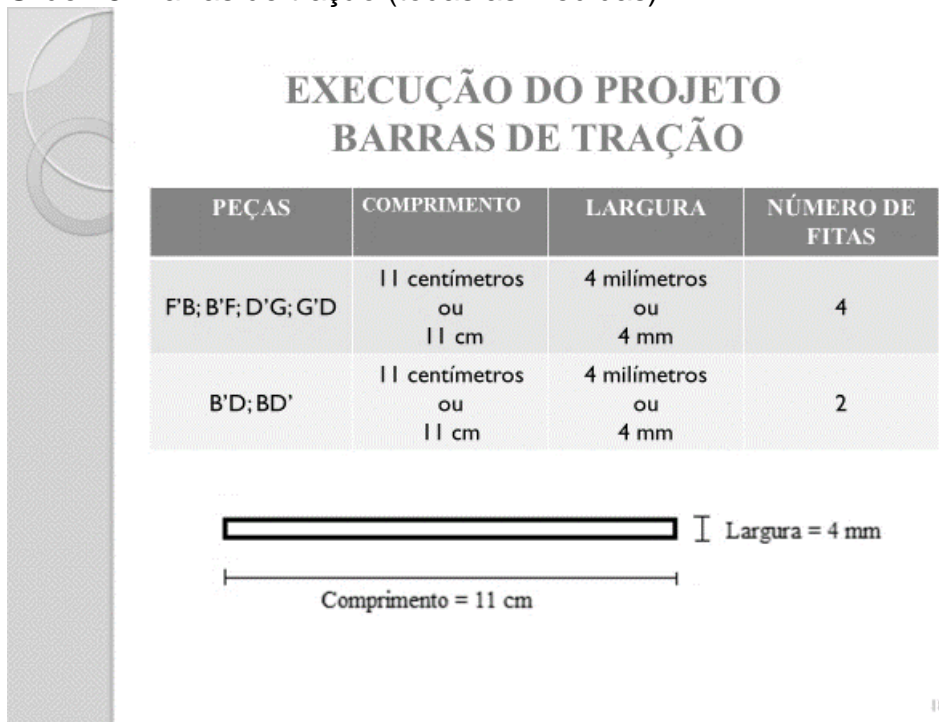 EXECUÇÃO DO PROJETO
BARRAS DE TRAÇÃO
PEÇAS COMPRIMENTO LARGURA NÚMERO DE FITAS
F'B; B'F; D'G; G'D
11 centímetros
ou
11 cm
4 milímetros
ou
4 mm
4
B'D; BD'
11 centímetros
ou
11 cm
4 milímetros
ou
4 mm
2
Largura = 4 mm
Comprimento = 11 cm